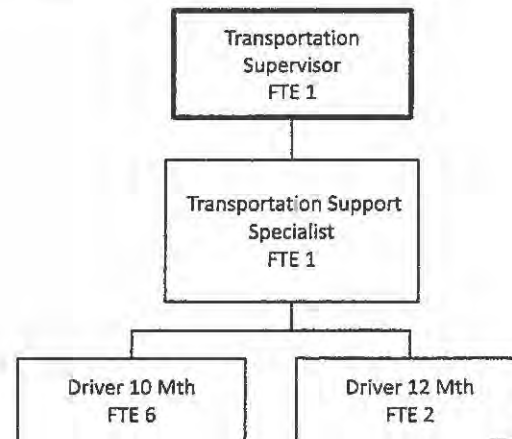 Transportation
Supervisor
FTE 1
Transportation Support
Specialist
FTE 1
Driver 10 Mth
FTE 6
Driver 12 Mth
FTE 2